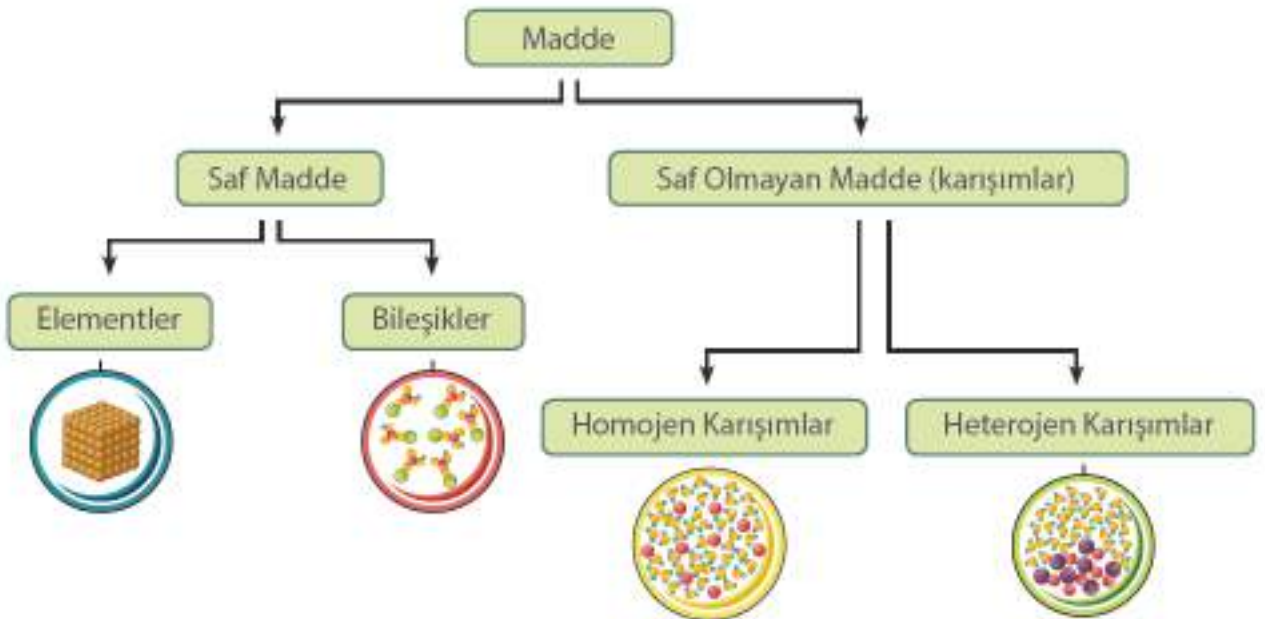 Madde
Saf Madde
Saf Olmayan Madde (karışımlar)
Elementler
Bileşikler
Homojen Karışımlar
Heterojen Karışımlar